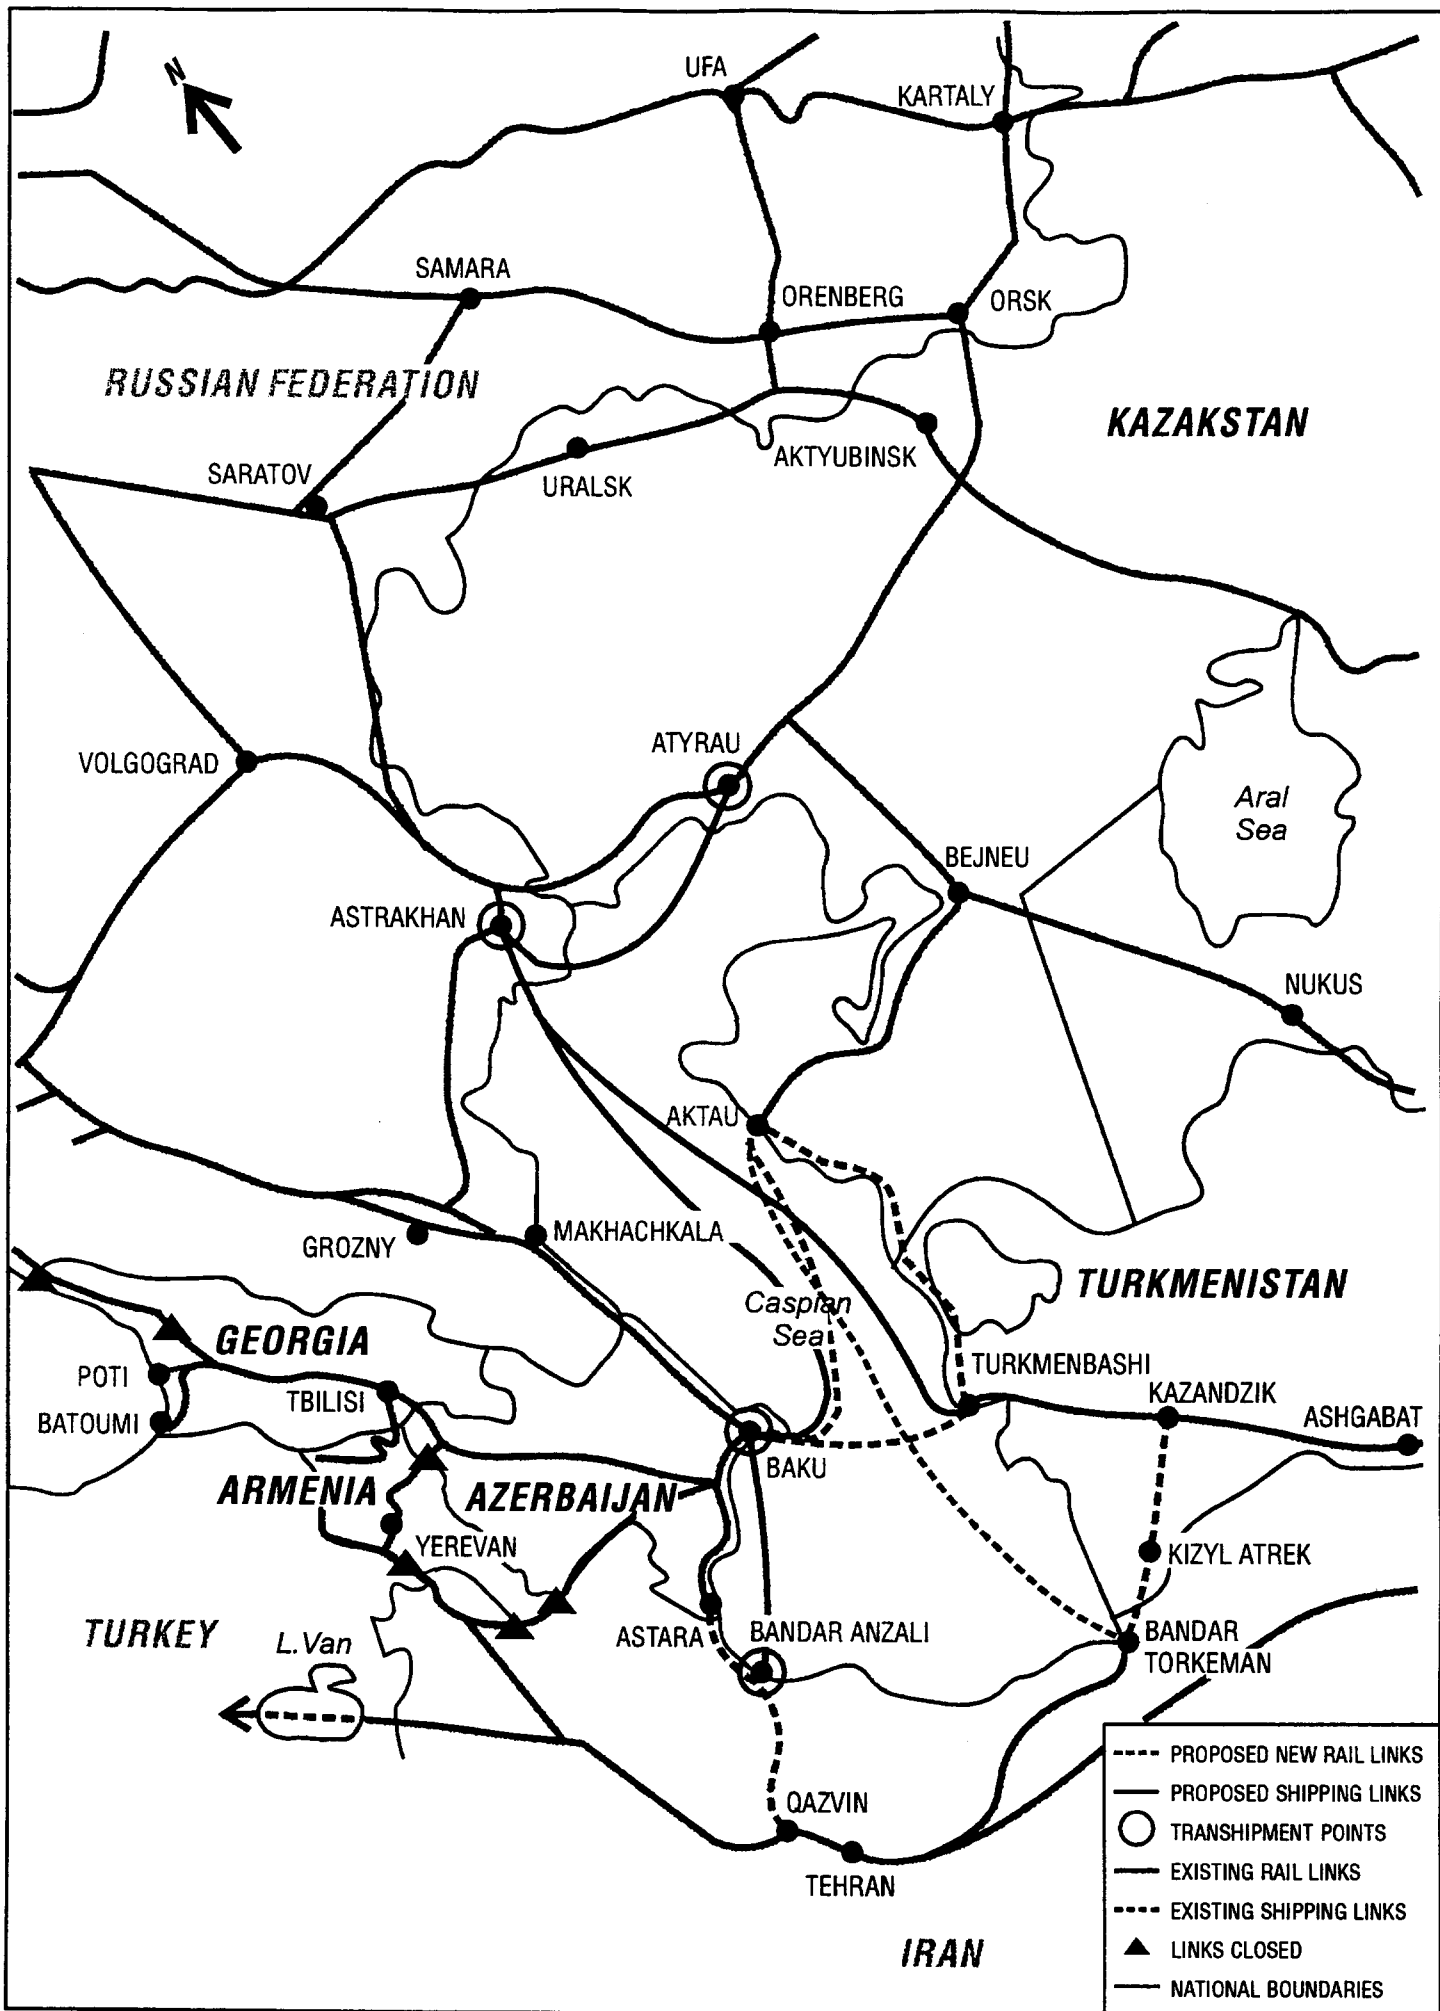 N
UFA
KARTALY
SAMARA
ORENBERG
ORSK
RUSSIAN FEDERATION
KAZAKSTAN
SARATOV
URALSK
AKTYUBINSK
VOLGOGRAD
ATYRAU
Aral
Sea
BEJNEU
ASTRAKHAN
NUKUS
AKTAU
GROZNY
MAKHACHKALA
Caspian
Sea
TURKMENISTAN
GEORGIA
POTI
TBILISI
BATOUMI
TURKMENBASHI
KAZANDZIK
ASHGABAT
BAKU
ARMENIA
AZERBAIJAN
YEREVAN
KIZYL ATREK
TURKEY
L.Van
ASTARA
BANDAR ANZALI
BANDAR
TORKEMAN
QAZVIN
TEHRAN
IRAN
PROPOSED NEW RAIL LINKS
PROPOSED SHIPPING LINKS
TRANSHIPMENT POINTS
EXISTING RAIL LINKS
EXISTING SHIPPING LINKS
LINKS CLOSED
NATIONAL BOUNDARIES